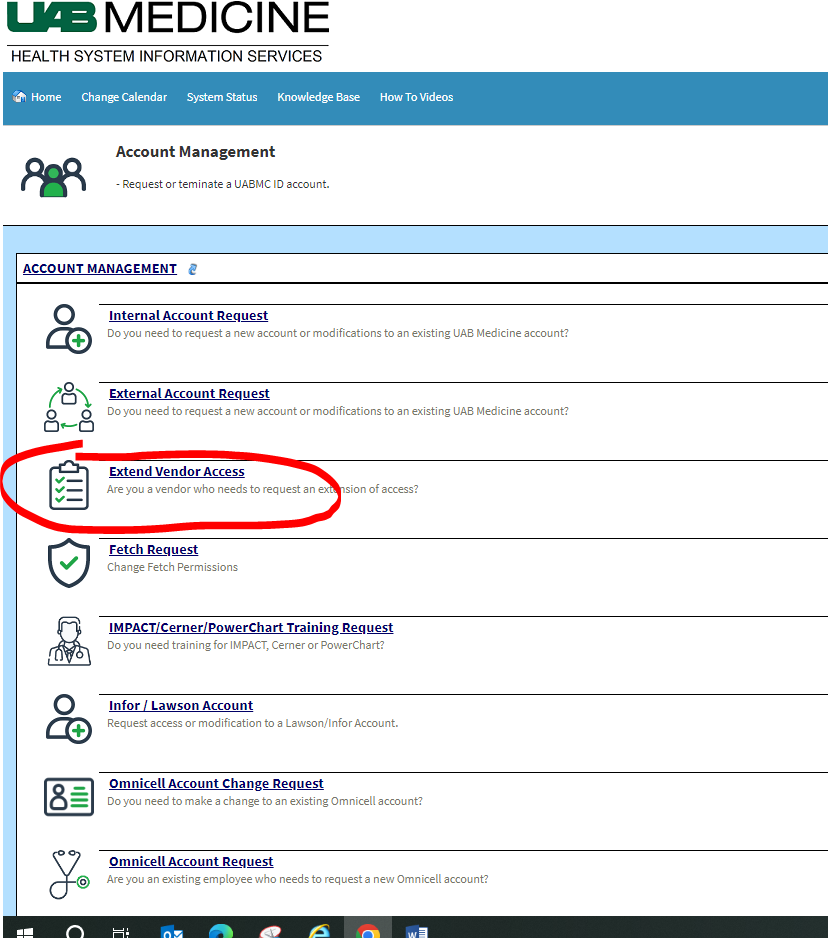 UAB MEDICINE
HEALTH SYSTEM INFORMATION SERVICES
Home Change Calendar System Status Knowledge Base How To Videos
Account Management
- Request or teminate a UABMC ID account.
ACCOUNT MANAGEMENT
Internal Account Request
Do you need to request a new account or modifications to an existing UAB Medicine account?
External Account Request
Do you need to request a new account or modifications to an existing UAB Medicine account?
Extend Vendor Access
Are you a vendor who needs to request an extension of access?
Fetch Request
Change Fetch Permissions
IMPACT/Cerner/PowerChart Training Request
Do you need training for IMPACT, Cerner or PowerChart?
Infor / Lawson Account
Request access or modification to a Lawson/Infor Account.
Omnicell Account Change Request
Do you need to make a change to an existing Omnicell account?
Omnicell Account Request
Are you an existing employee who needs to request a new Omnicell account?